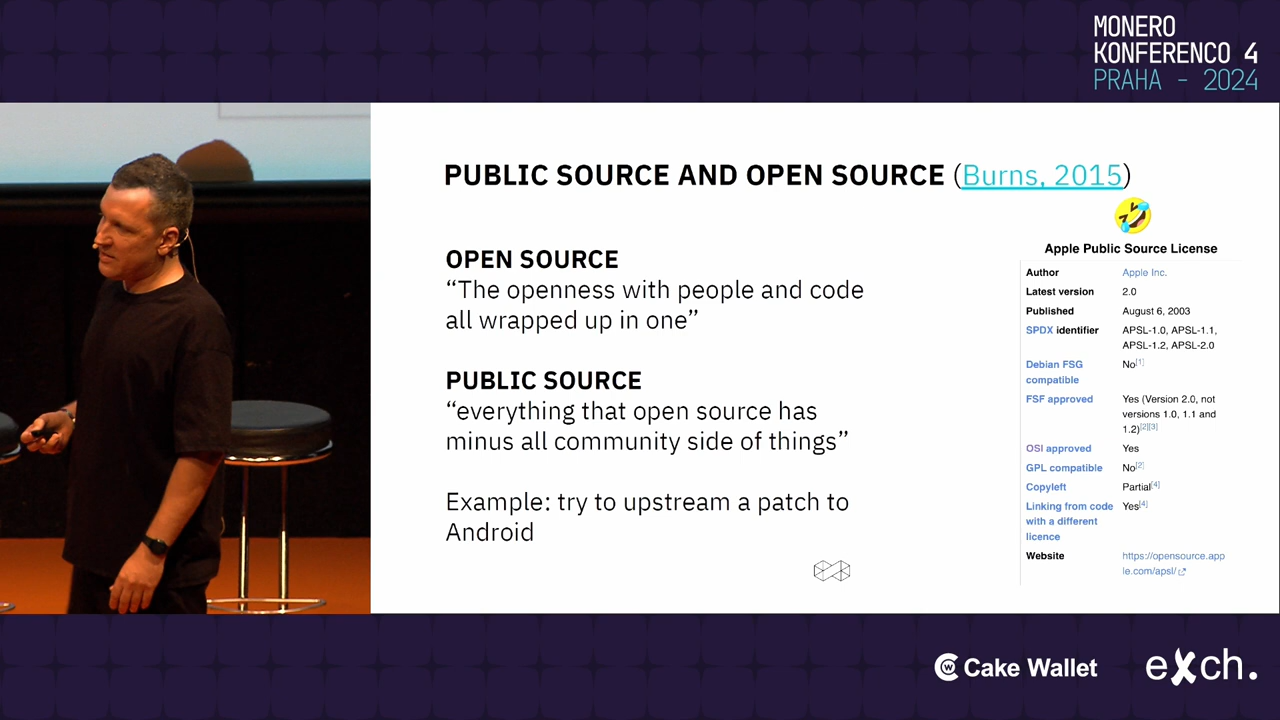 MONERO
KONFERENCO 4
PRAHA - 2024
PUBLIC SOURCE AND OPEN SOURCE (Burns, 2015)
OPEN SOURCE
“The openness with people and code
all wrapped up in one”
PUBLIC SOURCE
“everything that open source has
minus all community side of things”
Example: try to upstream a patch to
Android
Apple Public Source License
Author Apple Inc.
Latest version 2.0
Published August 6, 2003
SPDX identifier APSL-1.0, APSL-1.1,
APSL-1.2, APSL-2.0
Debian FSG No[1]
compatible
FSF approved Yes (Version 2.0, not
versions 1.0, 1.1 and
1.2)[2][3]
OSI approved Yes
GPL compatible No[2]
Copyleft Partial[4]
Linking from code Yes[4]
with a different
licence
Website https://opensource.app
le.com/apsl/
Cake Wallet
eXch.